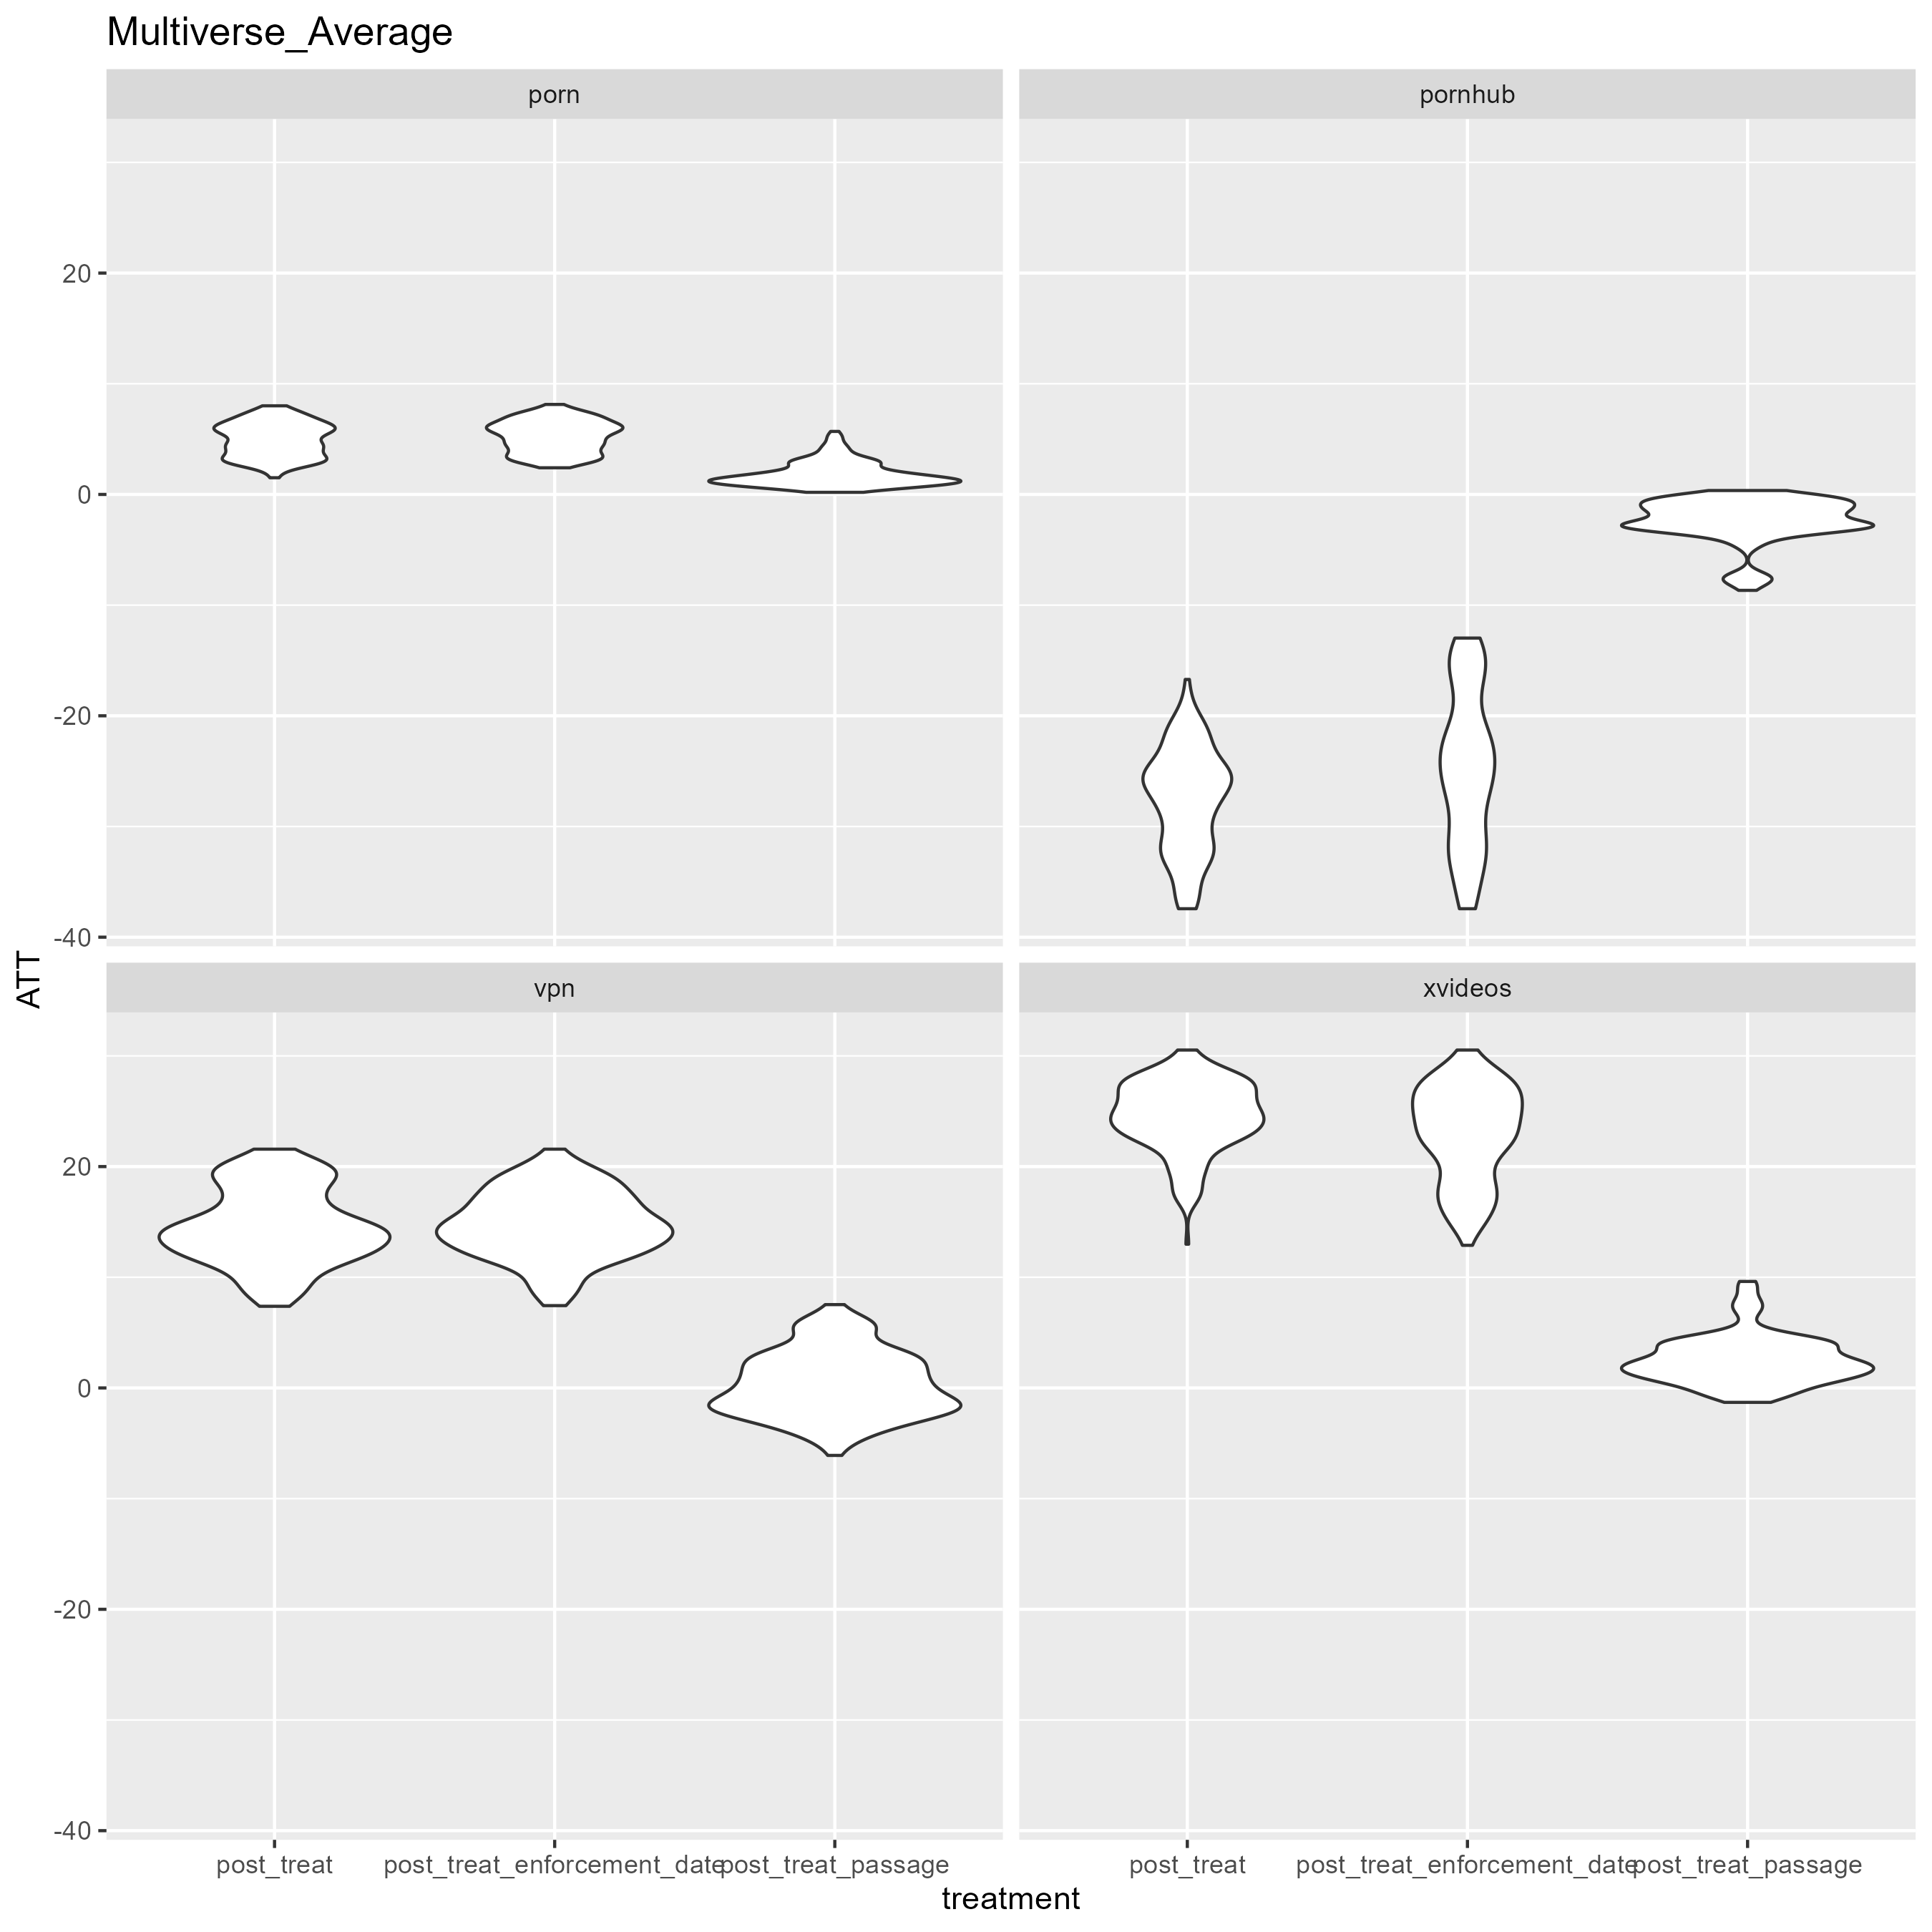 Multiverse_Average
porn
pornhub
20
0
-20
-40
ATT
vpn
xvideos
20
0
-20
-40
post_treat
post_treat_enforcement_date
post_treat_passage
post_treat
post_treat_enforcement_date
post_treat_passage
treatment